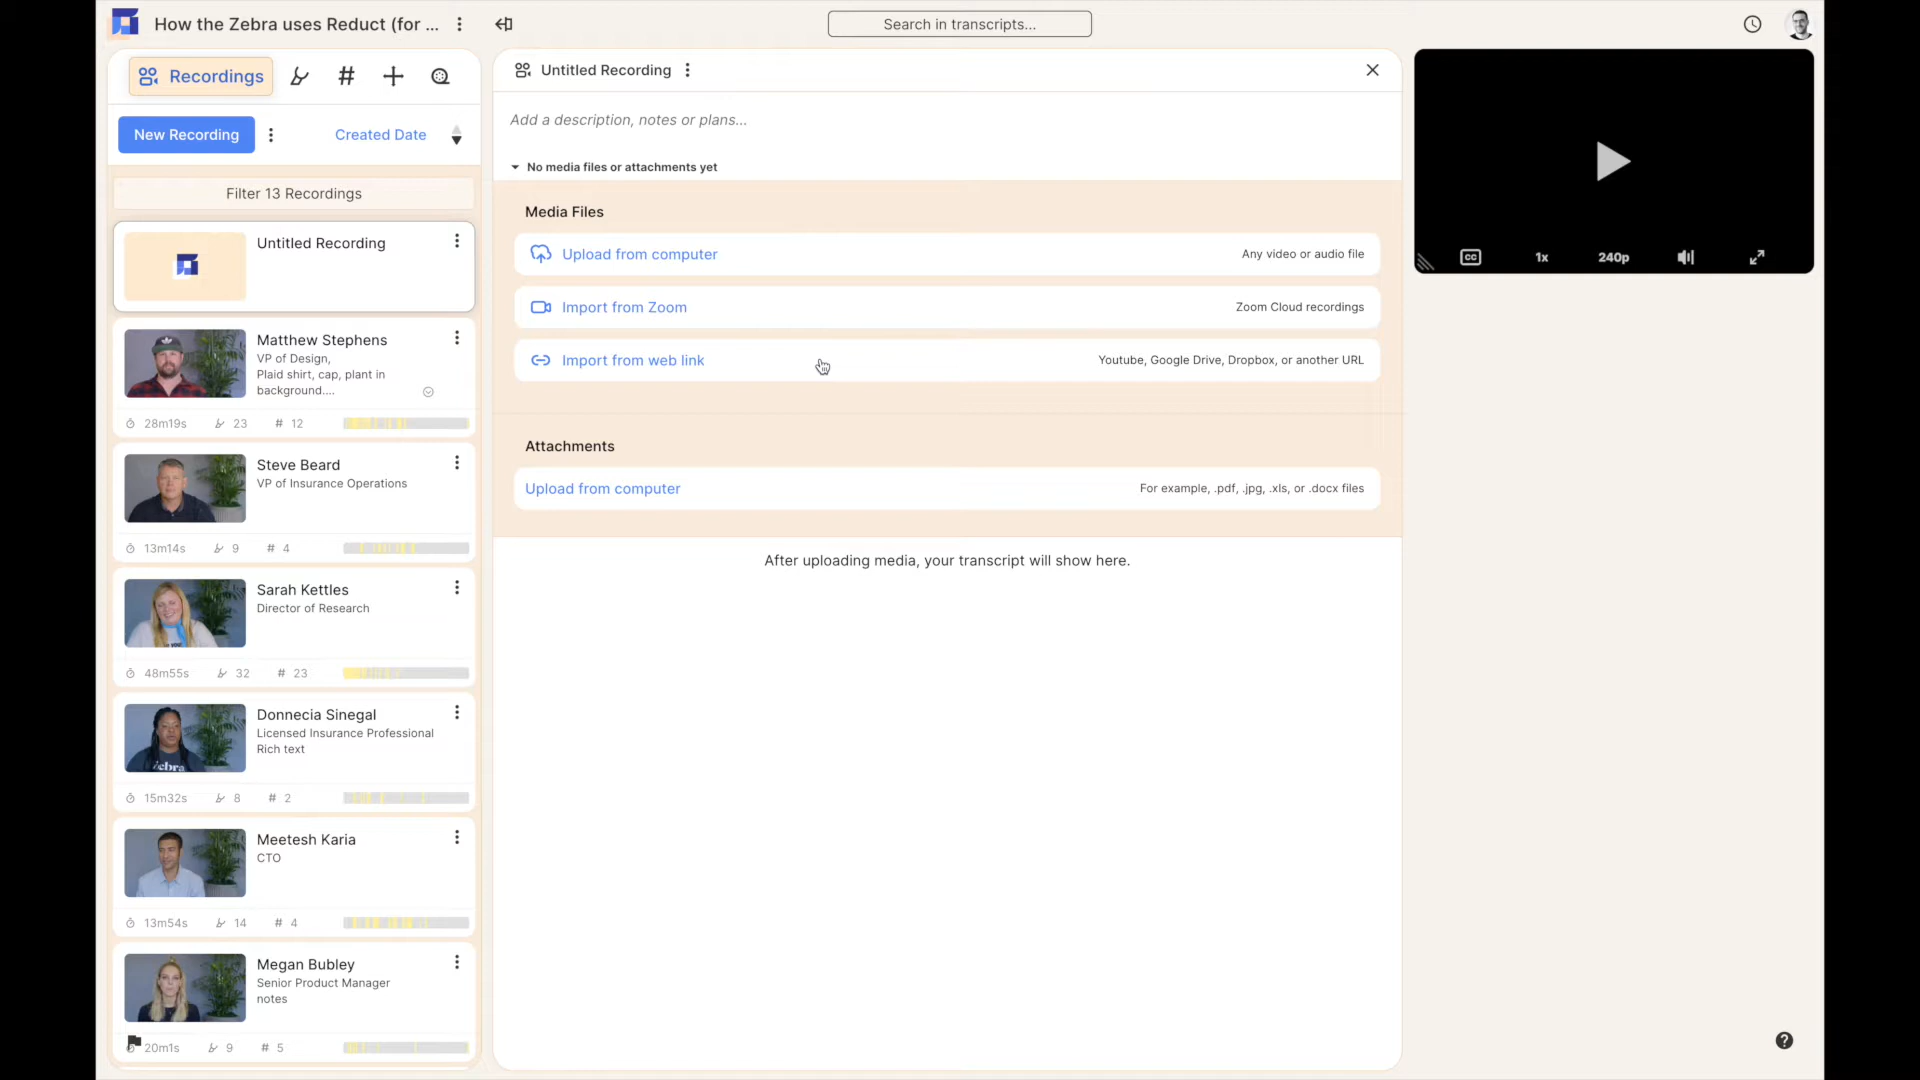 How the Zebra uses Reduct (for ...
Search in transcripts...
Recordings
New Recording
Created Date
Filter 13 Recordings
Untitled Recording
Matthew Stephens
VP of Design,
Plaid shirt, cap, plant in
background....
28m19s 23 # 12
Steve Beard
VP of Insurance Operations
13m14s 9 # 4
Sarah Kettles
Director of Research
48m55s 32 # 23
Donnecia Sinegal
Licensed Insurance Professional
Rich text
15m32s 8 # 2
Meetesh Karia
CTO
13m54s 14 # 4
Megan Bubley
Senior Product Manager
notes
20m1s 9 # 5
Untitled Recording
Add a description, notes or plans...
No media files or attachments yet
Media Files
Upload from computer Any video or audio file
Import from Zoom Zoom Cloud recordings
Import from web link Youtube, Google Drive, Dropbox, or another URL
Attachments
Upload from computer For example, .pdf, .jpg, .xls, or .docx files
After uploading media, your transcript will show here.
CC 1x 240p
?